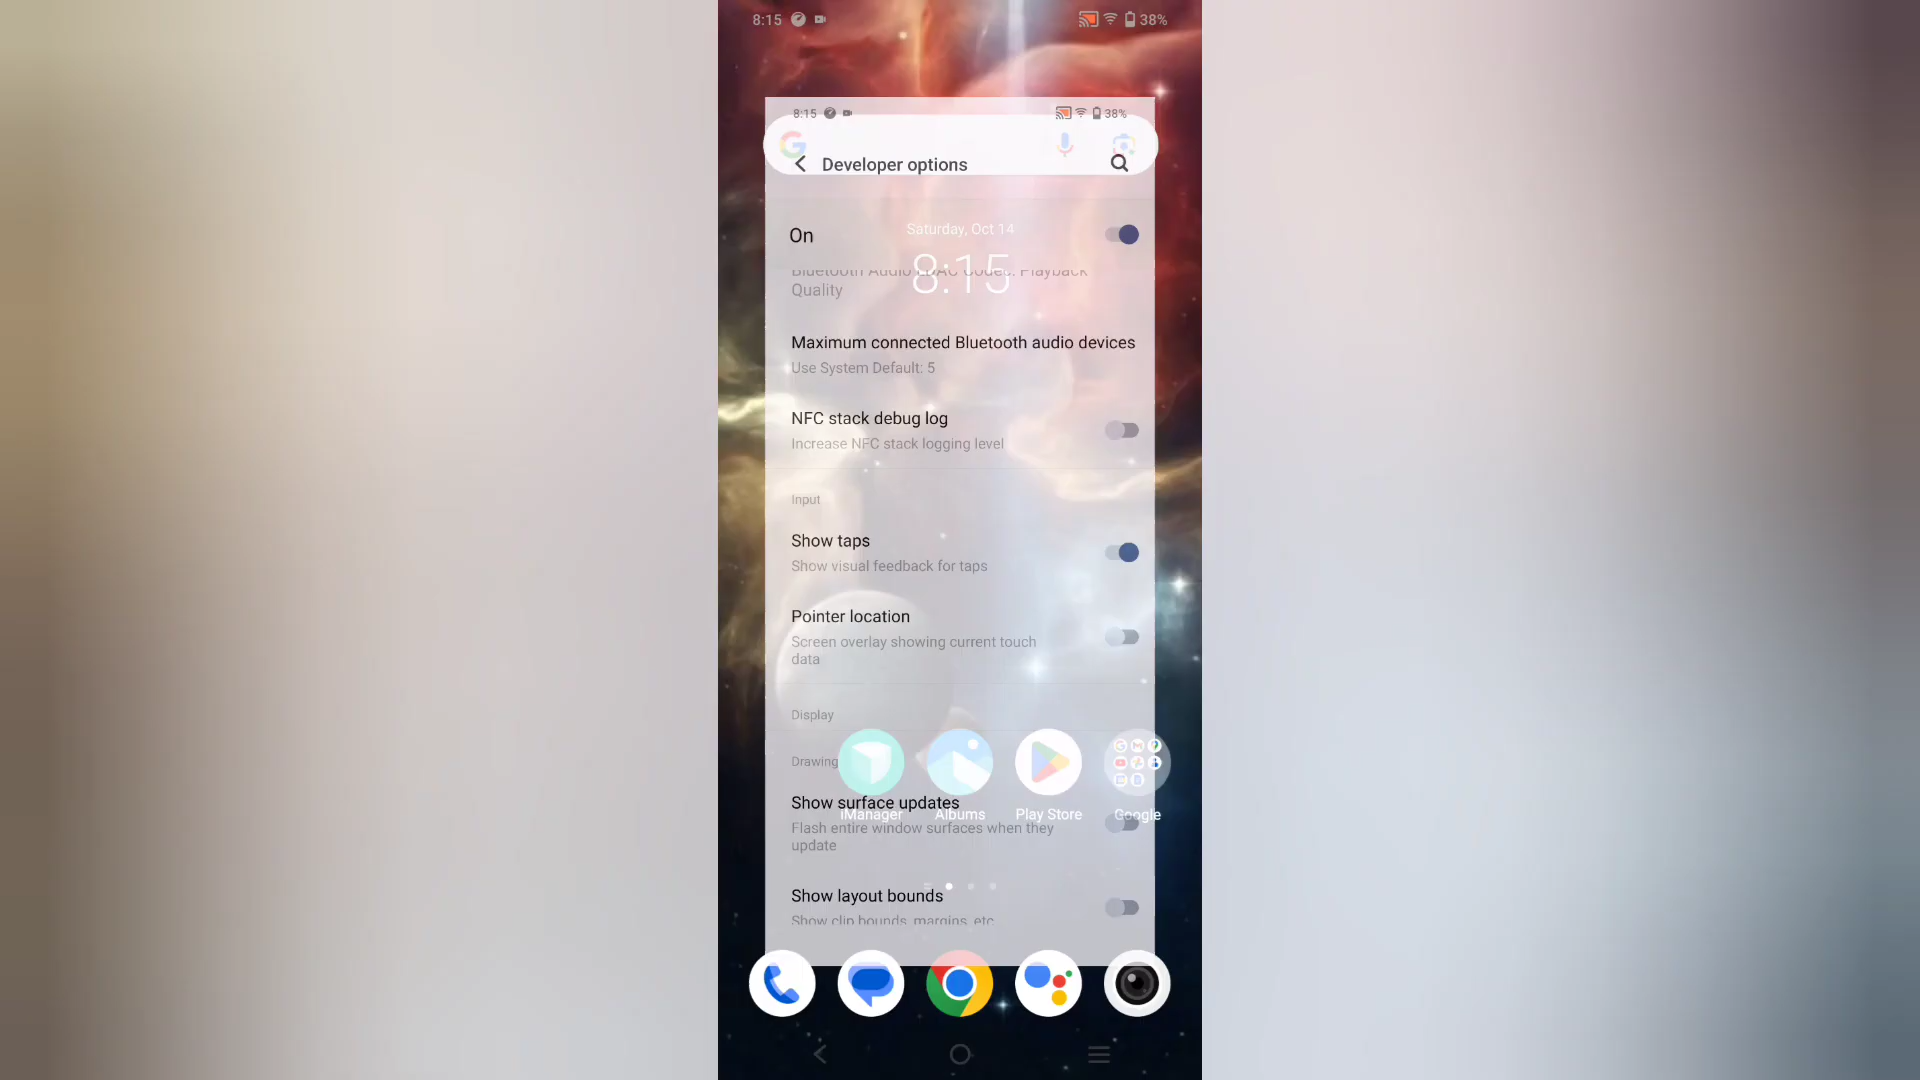 8:15 38%
8:15 38%
Developer options
On
Saturday, Oct 14
8:15
Bluetooth Audio LDAC Codec: Playback
Quality
Maximum connected Bluetooth audio devices
Use System Default: 5
NFC stack debug log
Increase NFC stack logging level
Input
Show taps
Show visual feedback for taps
Pointer location
Screen overlay showing current touch
data
Display
Drawing
Show surface updates
iManager Albums Play Store Google
Flash entire window surfaces when they
update
Show layout bounds
Show clip bounds, margins, etc